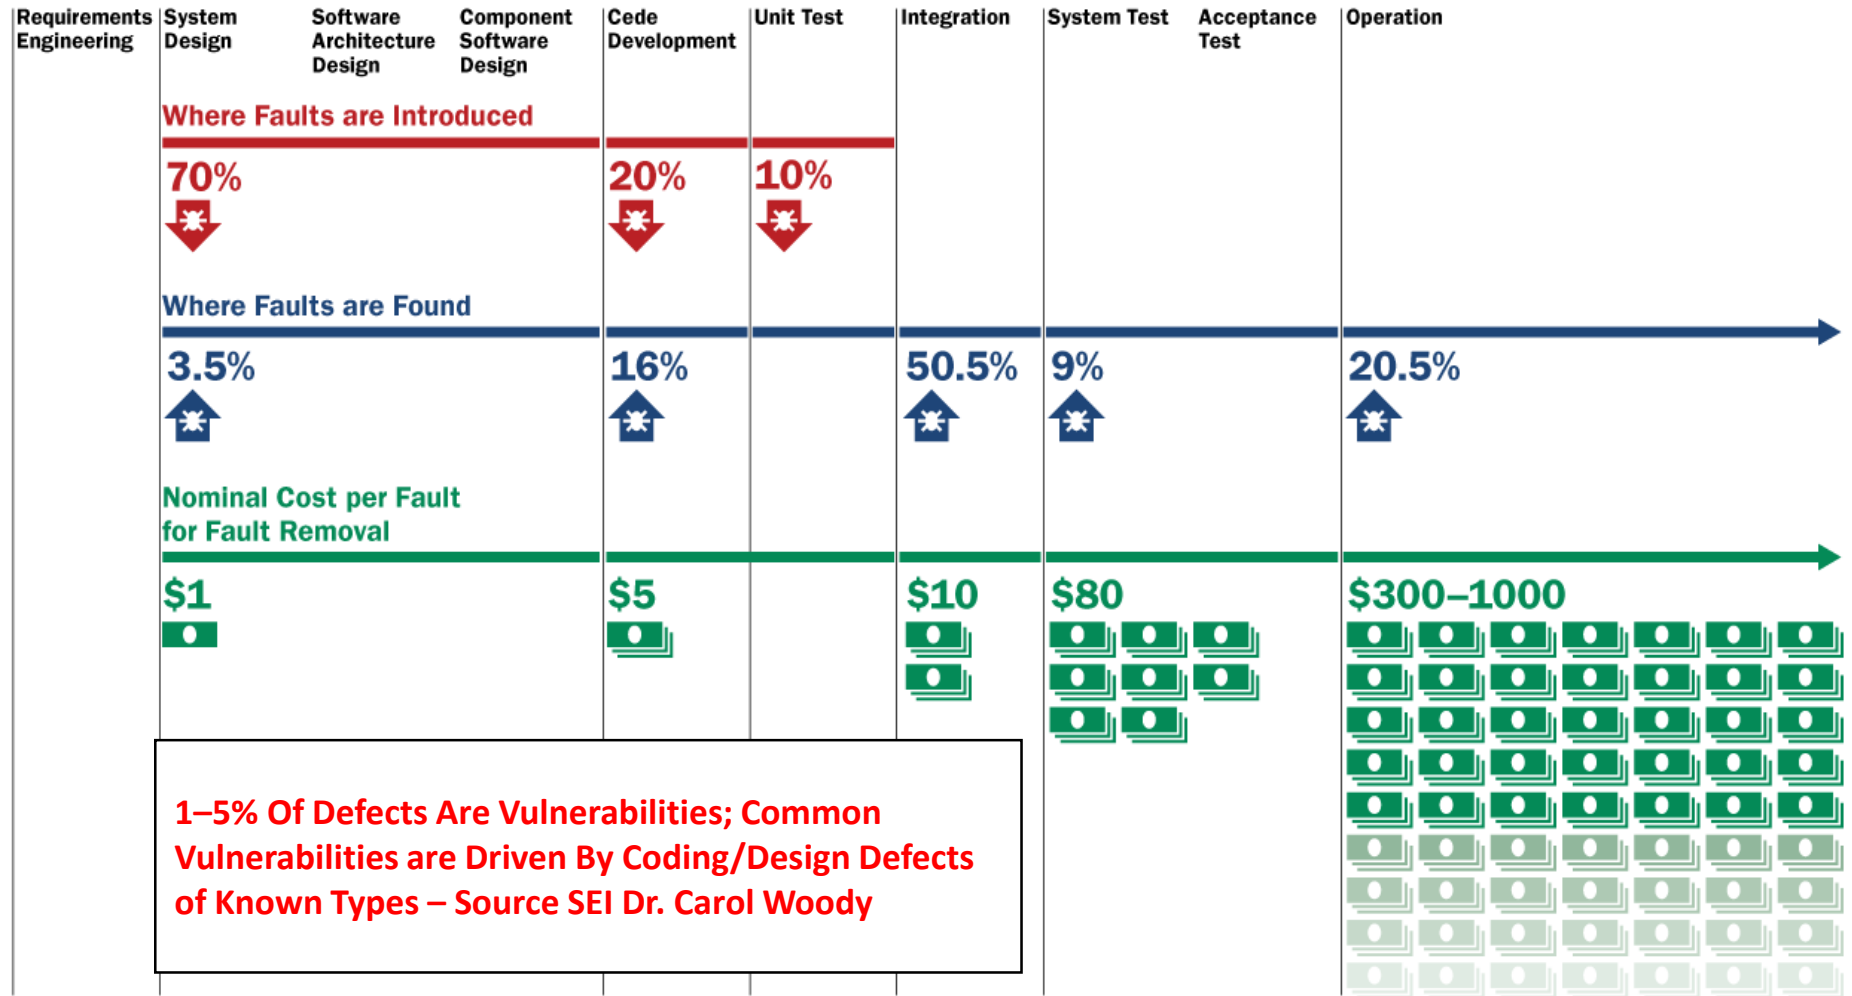 Requirements
Engineering
System
Design
Software
Architecture
Design
Component
Software
Design
Cede
Development
Unit Test
Integration
System Test
Acceptance
Test
Operation
Where Faults are Introduced
70%
20%
10%
Where Faults are Found
3.5%
16%
50.5%
9%
20.5%
Nominal Cost per Fault
for Fault Removal
$1
$5
$10
$80
$300–1000
1–5% Of Defects Are Vulnerabilities; Common
Vulnerabilities are Driven By Coding/Design Defects
of Known Types – Source SEI Dr. Carol Woody